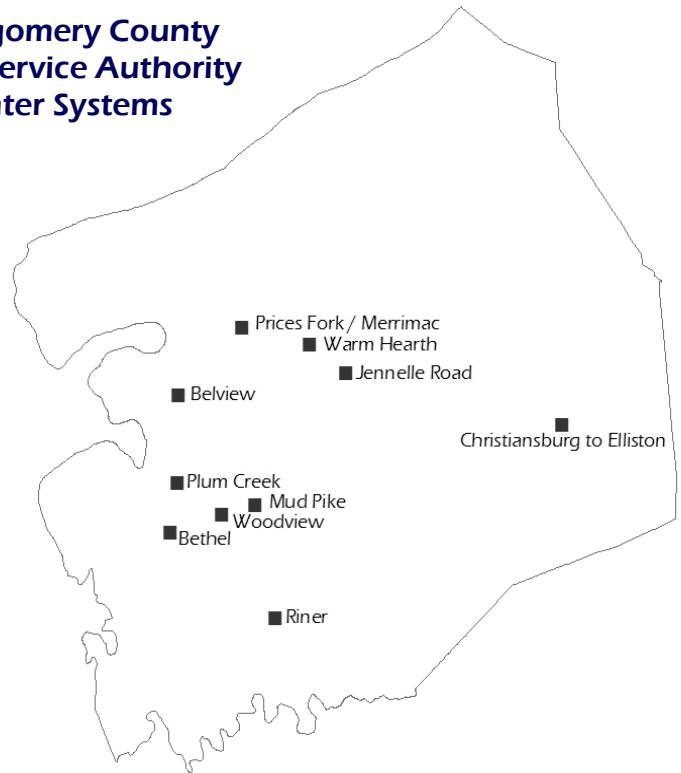 gomery County
ervice Authority
ter Systems
Prices Fork / Merrimac
Warm Hearth
Jennelle Road
Belview
Christiansburg to Elliston
Plum Creek
Mud Pike
Woodview
Bethel
Riner